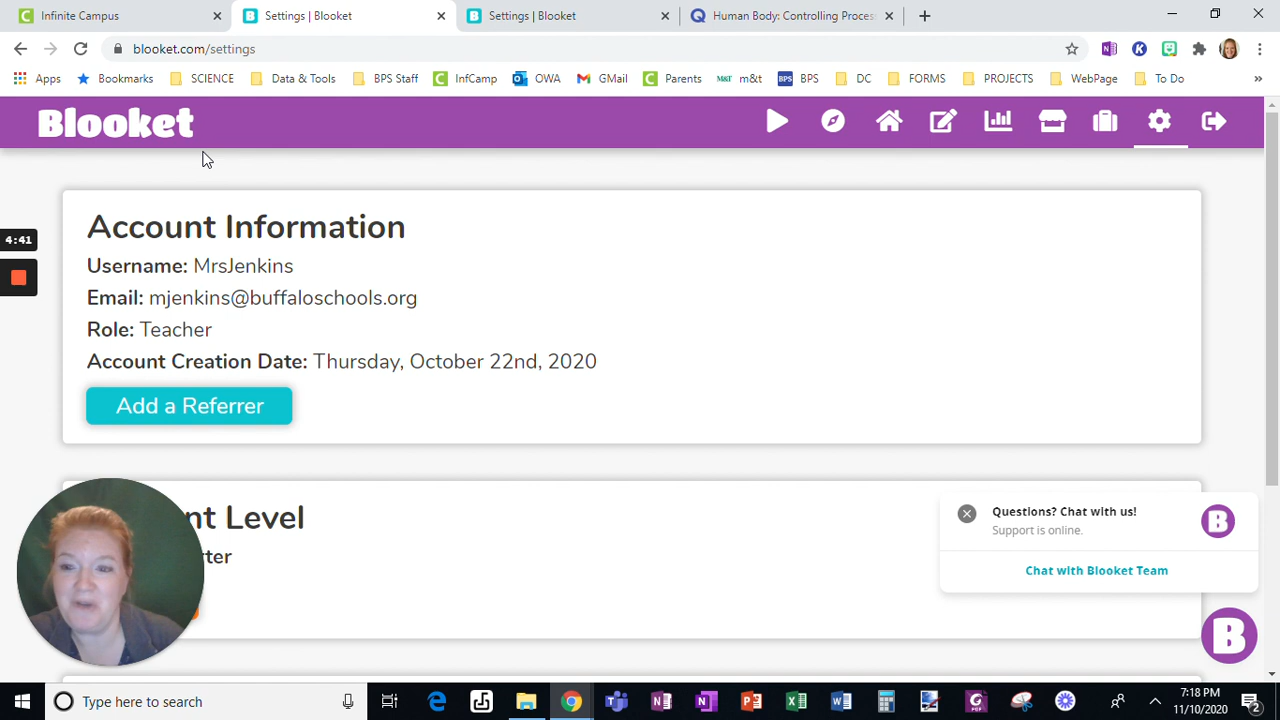 Infinite Campus
Settings | Blooket
Settings | Blooket
Human Body: Controlling Proces
blooket.com/settings
Apps
Bookmarks
SCIENCE
Data & Tools
BPS Staff
InfCamp
OWA
GMail
Parents
M&T m&t
BPS BPS
DC
FORMS
PROJECTS
WebPage
To Do
»
Blooket
4:41
Account Information
Username: MrsJenkins
Email: mjenkins@buffaloschools.org
Role: Teacher
Account Creation Date: Thursday, October 22nd, 2020
Add a Referrer
nt Level
rter
Questions? Chat with us!
Support is online.
Chat with Blooket Team
B
B
Type here to search
7:18 PM
11/10/2020
2